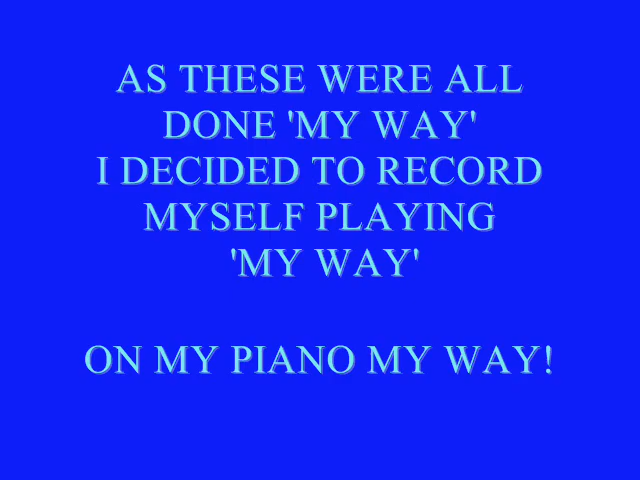 AS THESE WERE ALL
DONE 'MY WAY'
I DECIDED TO RECORD
MYSELF PLAYING
'MY WAY'
ON MY PIANO MY WAY!